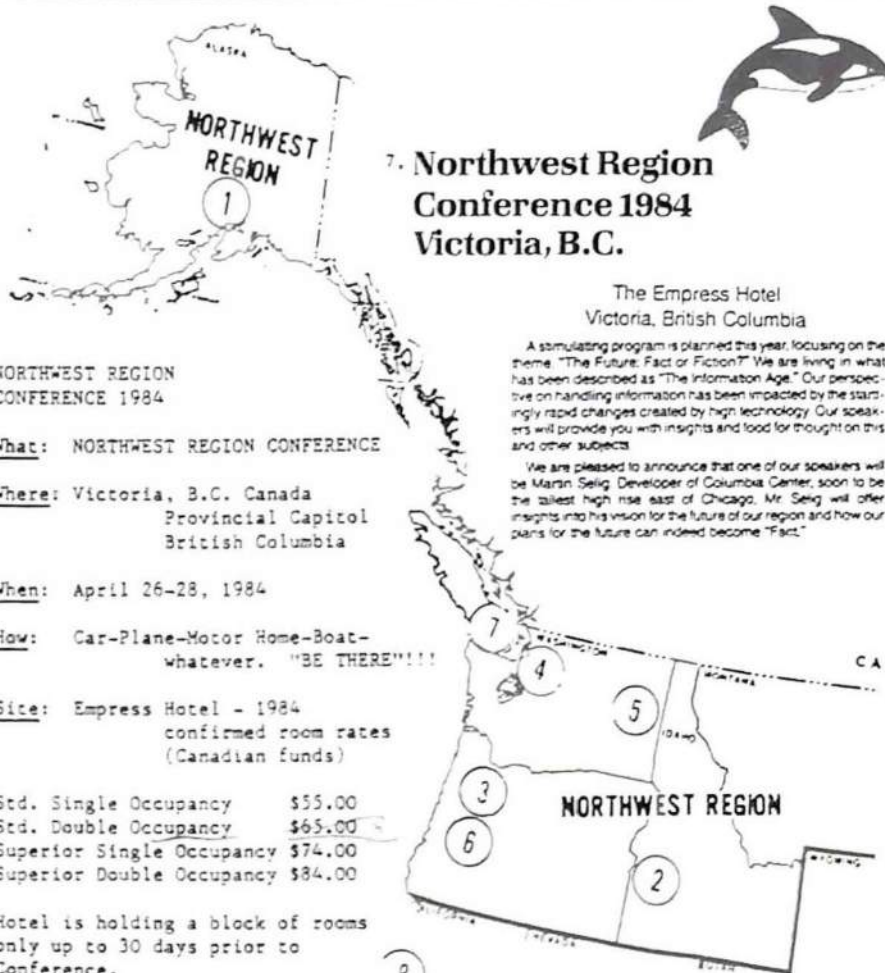 ALASKA
NORTHWEST
REGION
1
7. Northwest Region
Conference 1984
Victoria, B.C.
The Empress Hotel
Victoria, British Columbia
A stimulating program is planned this year, focusing on the
theme, "The Future: Fact or Fiction?" We are living in what
has been described as "The Information Age." Our perspec-
tive on handling information has been impacted by the start-
ingly rapid changes created by high technology. Our speak-
ers will provide you with insights and food for thought on this
and other subjects
We are pleased to announce that one of our speakers will
be Martin Selig, Developer of Columbia Center, soon to be
the tallest high rise east of Chicago. Mr. Selig will offer
insights into his vision for the future of our region and how our
plans for the future can indeed become "Fact."
NORTHWEST REGION
CONFERENCE 1984
What: NORTHWEST REGION CONFERENCE
Where: Victoria, B.C. Canada
Provincial Capitol
British Columbia
When: April 26-28, 1984
How: Car-Plane-Motor Home-Boat-
whatever. "BE THERE"!!!
Site: Empress Hotel - 1984
confirmed room rates
(Canadian funds)
Std. Single Occupancy $55.00
Std. Double Occupancy $65.00
Superior Single Occupancy $74.00
Superior Double Occupancy $84.00
Hotel is holding a block of rooms
only up to 30 days prior to
Conference.
7
WASHINGTON
4
5
IDAHO
MONTANA
CA
3
6
NORTHWEST REGION
2
WYOMING
CALIFORNIA
NEVADA